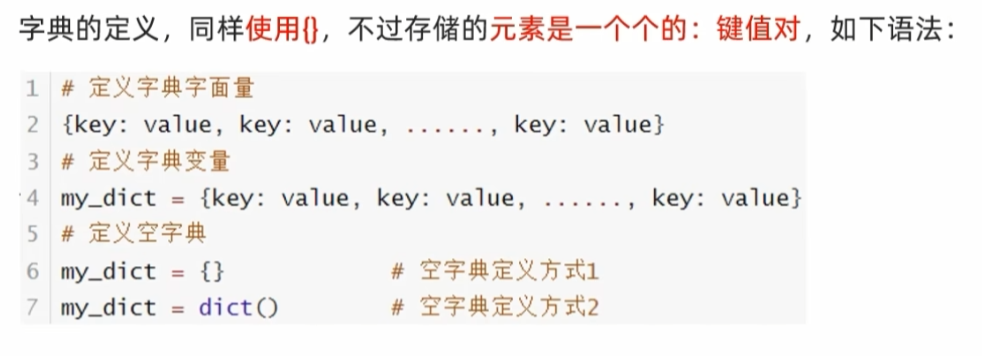 字典的定义，同样使用{}，不过存储的元素是一个个的：键值对，如下语法：
1 # 定义字典字面量
2 {key: value, key: value, ......, key: value}
3 # 定义字典变量
4 my_dict = {key: value, key: value, ......, key: value}
5 # 定义空字典
6 my_dict = {} # 空字典定义方式1
7 my_dict = dict() # 空字典定义方式2